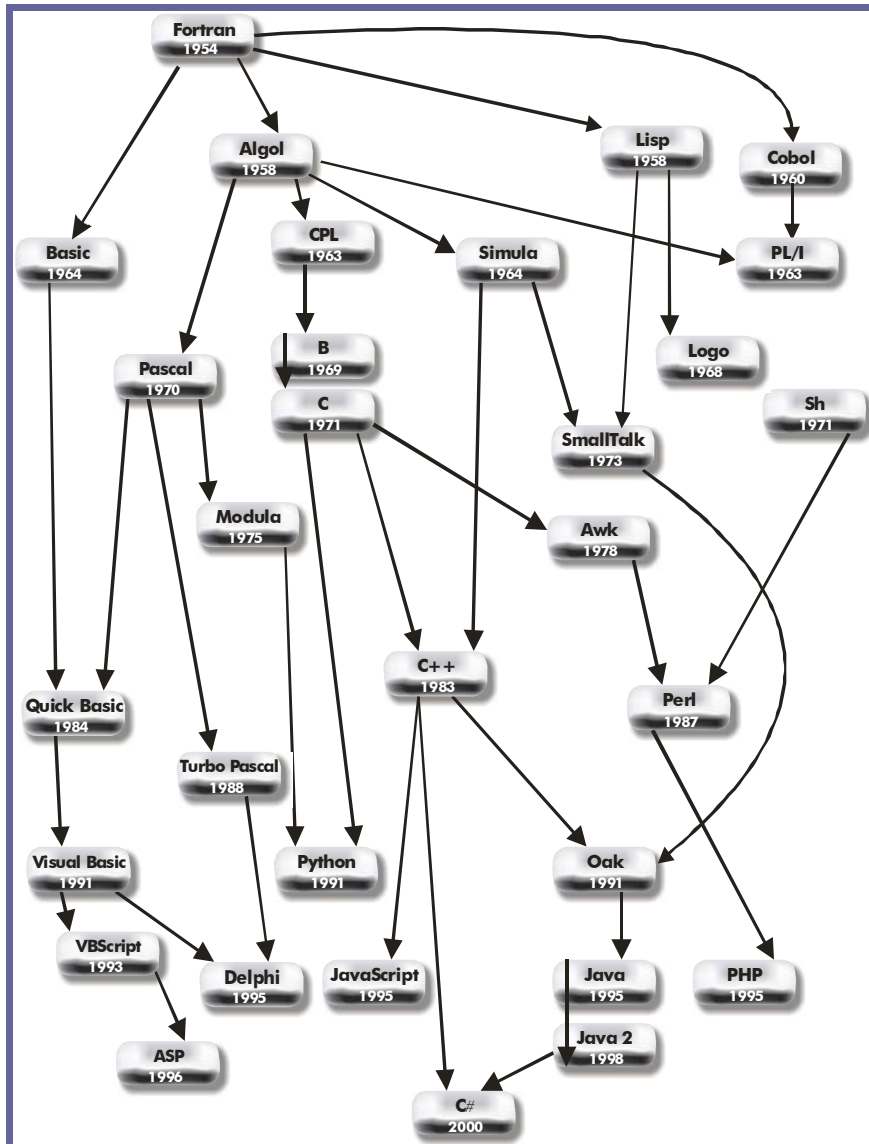 Fortran
1954
Algol
1958
Lisp
1958
Cobol
1960
Basic
1964
CPL
1963
Simula
1964
PL/I
1963
B
1969
Logo
1968
Pascal
1970
C
1971
Sh
1971
SmallTalk
1973
Modula
1975
Awk
1978
C++
1983
Quick Basic
1984
Perl
1987
Turbo Pascal
1988
Visual Basic
1991
Python
1991
Oak
1991
VBScript
1993
Delphi
1995
JavaScript
1995
Java
1995
PHP
1995
Java 2
1998
ASP
1996
C#
2000